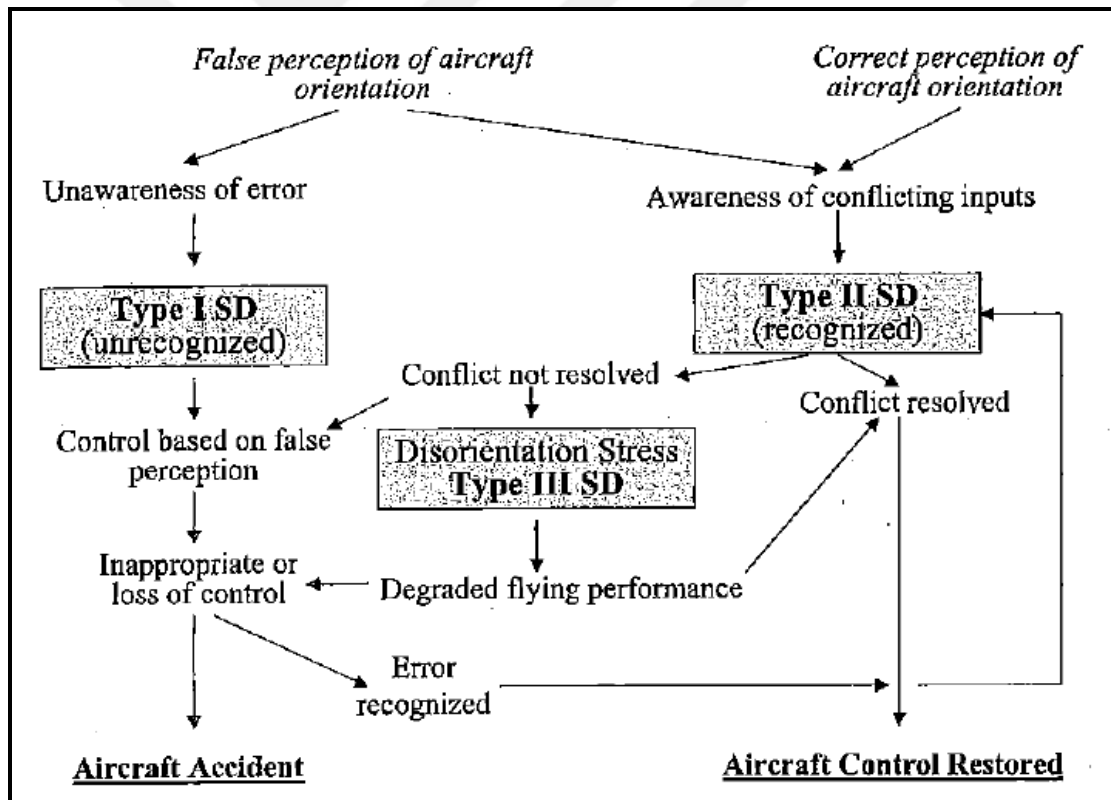 False perception of aircraft
orientation
Correct perception of
aircraft orientation
Unawareness of error
Awareness of conflicting inputs
Type I SD
(unrecognized)
Type II SD
(recognized)
Conflict not resolved
Conflict resolved
Control based on false
perception
Disorientation Stress
Type III SD
Inappropriate or
loss of control
Degraded flying performance
Error
recognized
Aircraft Accident
Aircraft Control Restored